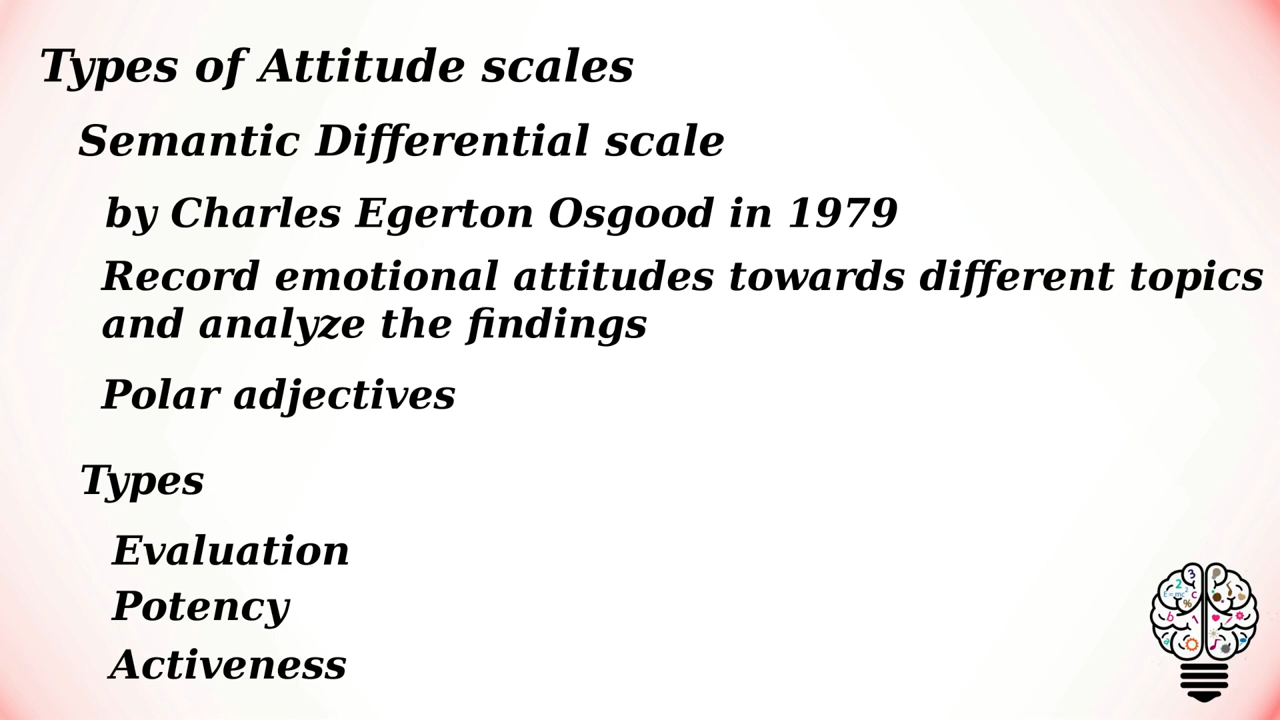 Types of Attitude scales
Semantic Differential scale
by Charles Egerton Osgood in 1979
Record emotional attitudes towards different topics
and analyze the findings
Polar adjectives
Types
Evaluation
Potency
Activeness